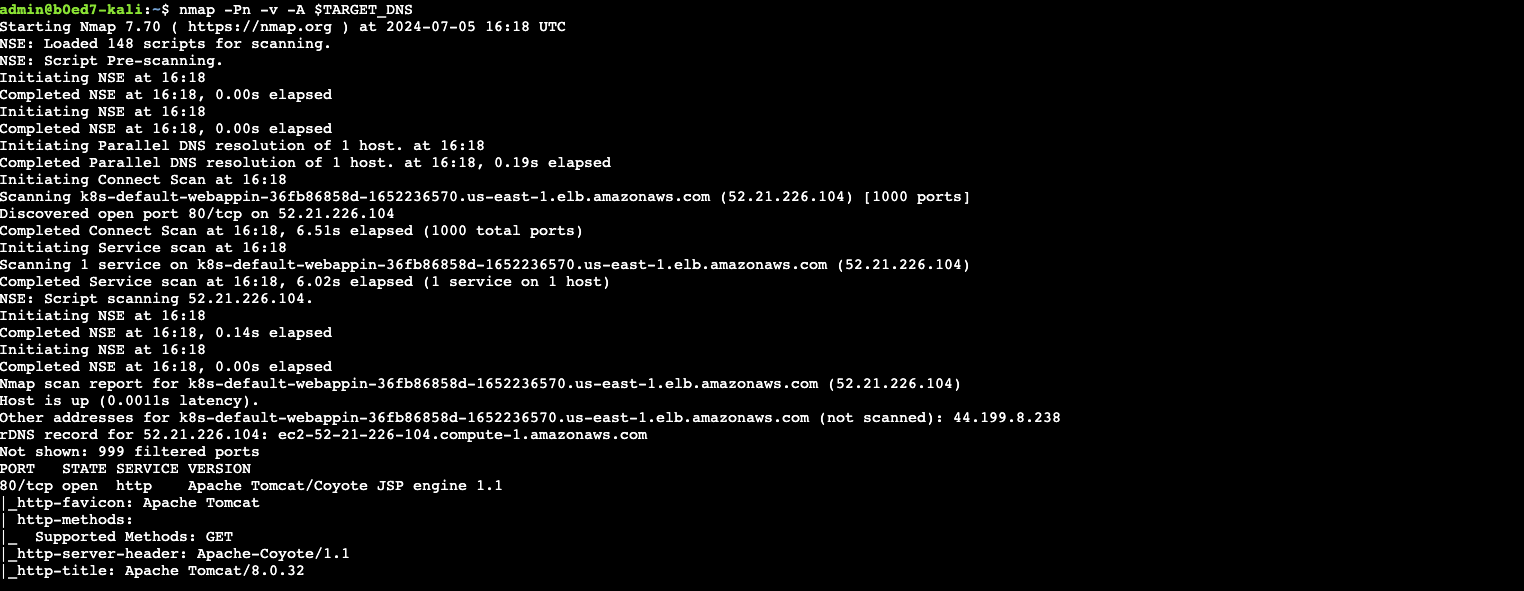 admin@b0ed7-kali:~$ nmap -Pn -v -A $TARGET_DNS
Starting Nmap 7.70 ( https://nmap.org ) at 2024-07-05 16:18 UTC
NSE: Loaded 148 scripts for scanning.
NSE: Script Pre-scanning.
Initiating NSE at 16:18
Completed NSE at 16:18, 0.00s elapsed
Initiating NSE at 16:18
Completed NSE at 16:18, 0.00s elapsed
Initiating Parallel DNS resolution of 1 host. at 16:18
Completed Parallel DNS resolution of 1 host. at 16:18, 0.19s elapsed
Initiating Connect Scan at 16:18
Scanning k8s-default-webappin-36fb86858d-1652236570.us-east-1.elb.amazonaws.com (52.21.226.104) [1000 ports]
Discovered open port 80/tcp on 52.21.226.104
Completed Connect Scan at 16:18, 6.51s elapsed (1000 total ports)
Initiating Service scan at 16:18
Scanning 1 service on k8s-default-webappin-36fb86858d-1652236570.us-east-1.elb.amazonaws.com (52.21.226.104)
Completed Service scan at 16:18, 6.02s elapsed (1 service on 1 host)
NSE: Script scanning 52.21.226.104.
Initiating NSE at 16:18
Completed NSE at 16:18, 0.14s elapsed
Initiating NSE at 16:18
Completed NSE at 16:18, 0.00s elapsed
Nmap scan report for k8s-default-webappin-36fb86858d-1652236570.us-east-1.elb.amazonaws.com (52.21.226.104)
Host is up (0.0011s latency).
Other addresses for k8s-default-webappin-36fb86858d-1652236570.us-east-1.elb.amazonaws.com (not scanned): 44.199.8.238
rDNS record for 52.21.226.104: ec2-52-21-226-104.compute-1.amazonaws.com
Not shown: 999 filtered ports
PORT   STATE SERVICE VERSION
80/tcp open  http    Apache Tomcat/Coyote JSP engine 1.1
|_http-favicon: Apache Tomcat
| http-methods:
|_  Supported Methods: GET
|_http-server-header: Apache-Coyote/1.1
|_http-title: Apache Tomcat/8.0.32